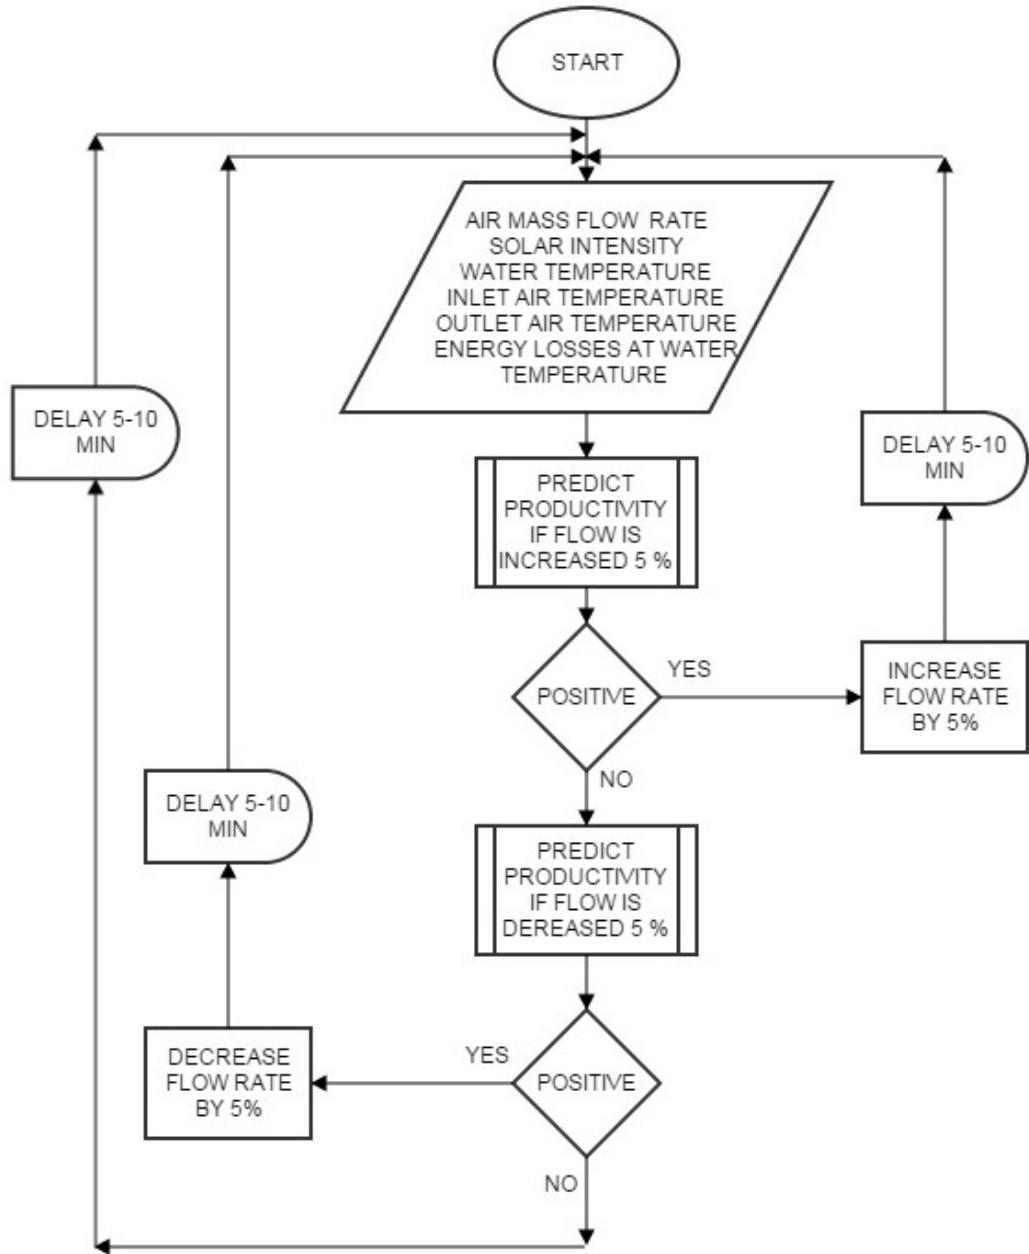 START
AIR MASS FLOW RATE
SOLAR INTENSITY
WATER TEMPERATURE
INLET AIR TEMPERATURE
OUTLET AIR TEMPERATURE
ENERGY LOSSES AT WATER
TEMPERATURE
DELAY 5-10
MIN
DELAY 5-10
MIN
PREDICT
PRODUCTIVITY
IF FLOW IS
INCREASED 5 %
POSITIVE
YES
INCREASE
FLOW RATE
BY 5%
NO
DELAY 5-10
MIN
PREDICT
PRODUCTIVITY
IF FLOW IS
DEREASED 5 %
POSITIVE
YES
DECREASE
FLOW RATE
BY 5%
NO